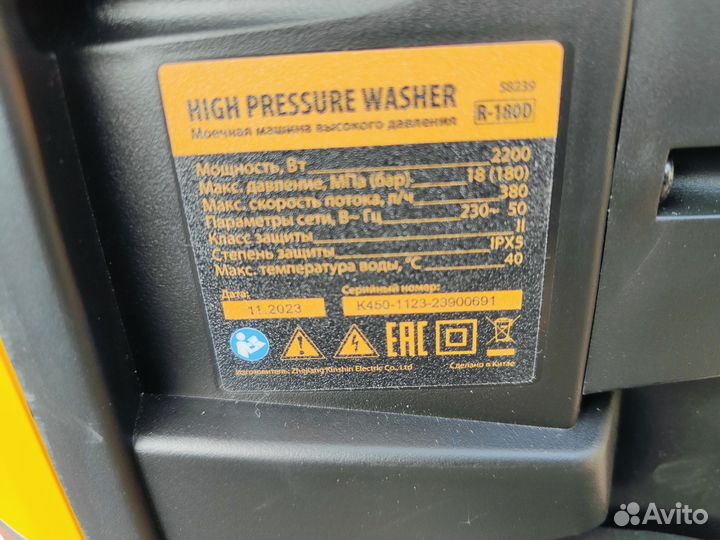 58239
HIGH PRESSURE WASHER R-180D
Моечная машина высокого давления
Мощность, Вт 2200
Макс. давление, МПа (бар) 18 (180)
Макс. скорость потока, л/ч 380
Параметры сети, В~ Гц 230~ 50
Класс защиты II
Степень защиты IPX5
Макс. температура воды, °C 40
Дата: Серийный номер:
11.2023 K450-1123-23900691
EAC
Изготовитель: Zhejiang Xinshin Electric Co., Ltd Сделано в Китае
Avito